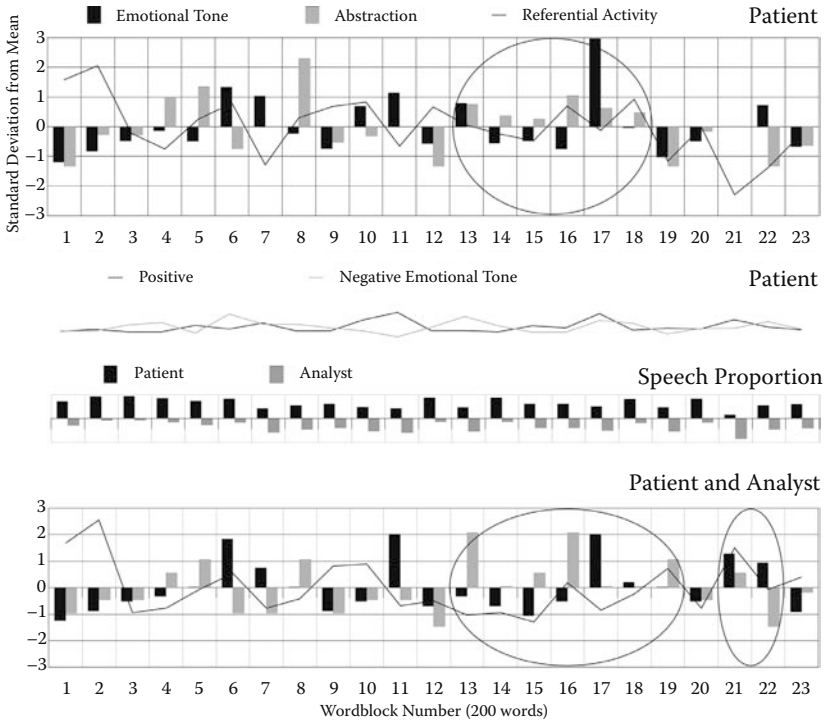 Emotional Tone Abstraction Referential Activity Patient
Standard Deviation from Mean
3
2
1
0
−1
−2
−3
1 2 3 4 5 6 7 8 9 10 11 12 13 14 15 16 17 18 19 20 21 22 23
Positive Negative Emotional Tone Patient
Patient Analyst Speech Proportion
Patient and Analyst
3
2
1
0
−1
−2
−3
1 2 3 4 5 6 7 8 9 10 11 12 13 14 15 16 17 18 19 20 21 22 23
Wordblock Number (200 words)